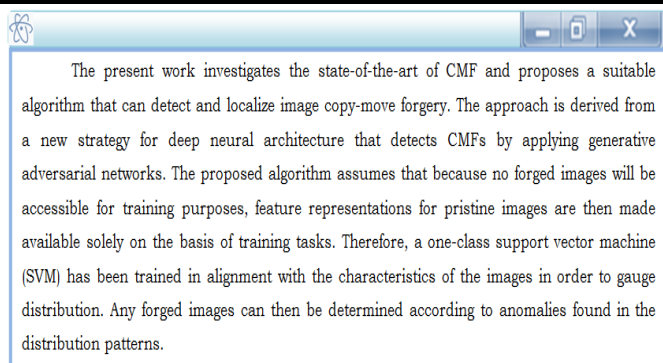 The present work investigates the state-of-the-art of CMF and proposes a suitable
algorithm that can detect and localize image copy-move forgery. The approach is derived from
a new strategy for deep neural architecture that detects CMFs by applying generative
adversarial networks. The proposed algorithm assumes that because no forged images will be
accessible for training purposes, feature representations for pristine images are then made
available solely on the basis of training tasks. Therefore, a one-class support vector machine
(SVM) has been trained in alignment with the characteristics of the images in order to gauge
distribution. Any forged images can then be determined according to anomalies found in the
distribution patterns.